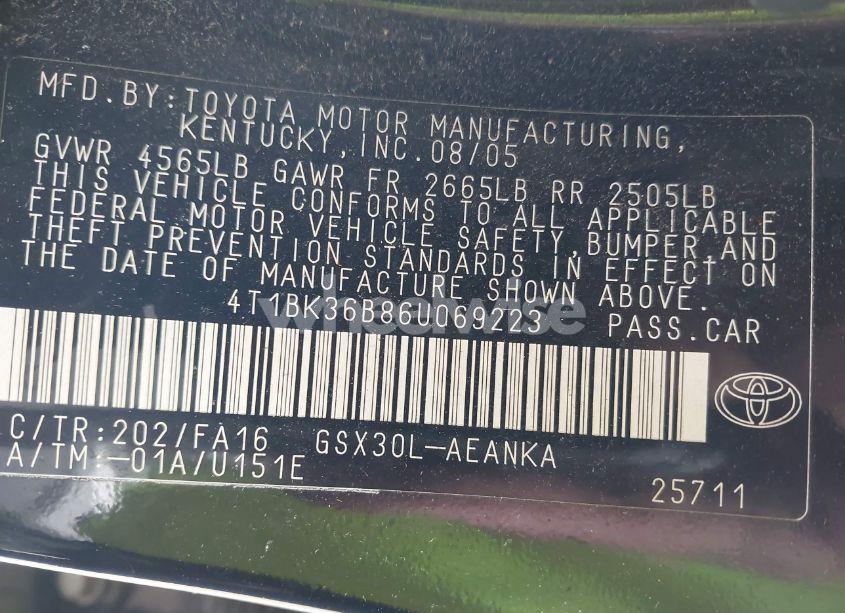 MFD.BY:TOYOTA MOTOR MANUFACTURING,
KENTUCKY,INC.08/05
GVWR 4565LB GAWR FR 2665LB RR 2505LB
THIS VEHICLE CONFORMS TO ALL APPLICABLE
FEDERAL MOTOR VEHICLE SAFETY,BUMPER,AND
THEFT PREVENTION STANDARDS IN EFFECT ON
THE DATE OF MANUFACTURE SHOWN ABOVE.
4T1BK36B86U069223 PASS.CAR
wheelwise
C/TR:202/FA16 GSX30L-AEANKA
A/TM:-01A/U151E
25711